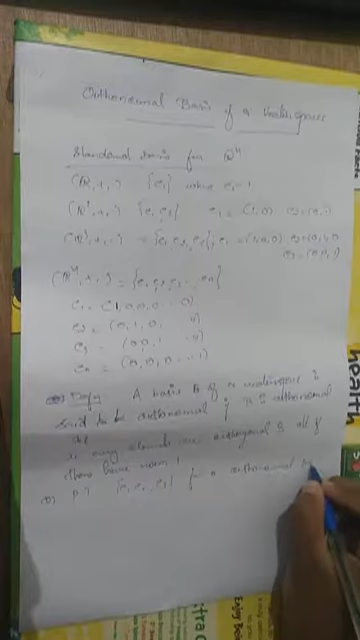 Orthonormal Basis of a Vector space
Standard basis for ℝⁿ
(ℝ, +, ·) = {e₁} where e₁ = 1
(ℝ², +, ·) {e₁, e₂} e₁ = (1,0) e₂ = (0,1)
(ℝ³, +, ·) = {e₁, e₂, e₃}, e₁ = (1,0,0) e₂ = (0,1,0)
e₃ = (0,0,1)
(ℝⁿ, +, ·) = {e₁, e₂, e₃ ... eₙ}
e₁ = (1,0,0,... 0)
e₂ = (0,1,0, 0)
e₃ = (0,0,1 0)
eₙ = (0,0,0 ... 1)
Defn A basis B of a vector space is
said to be orthonormal if it is orthonormal
elements are orthogonal & all of
them have norm 1
P.T {e₁, e₂, e₃} for a orthonormal
health